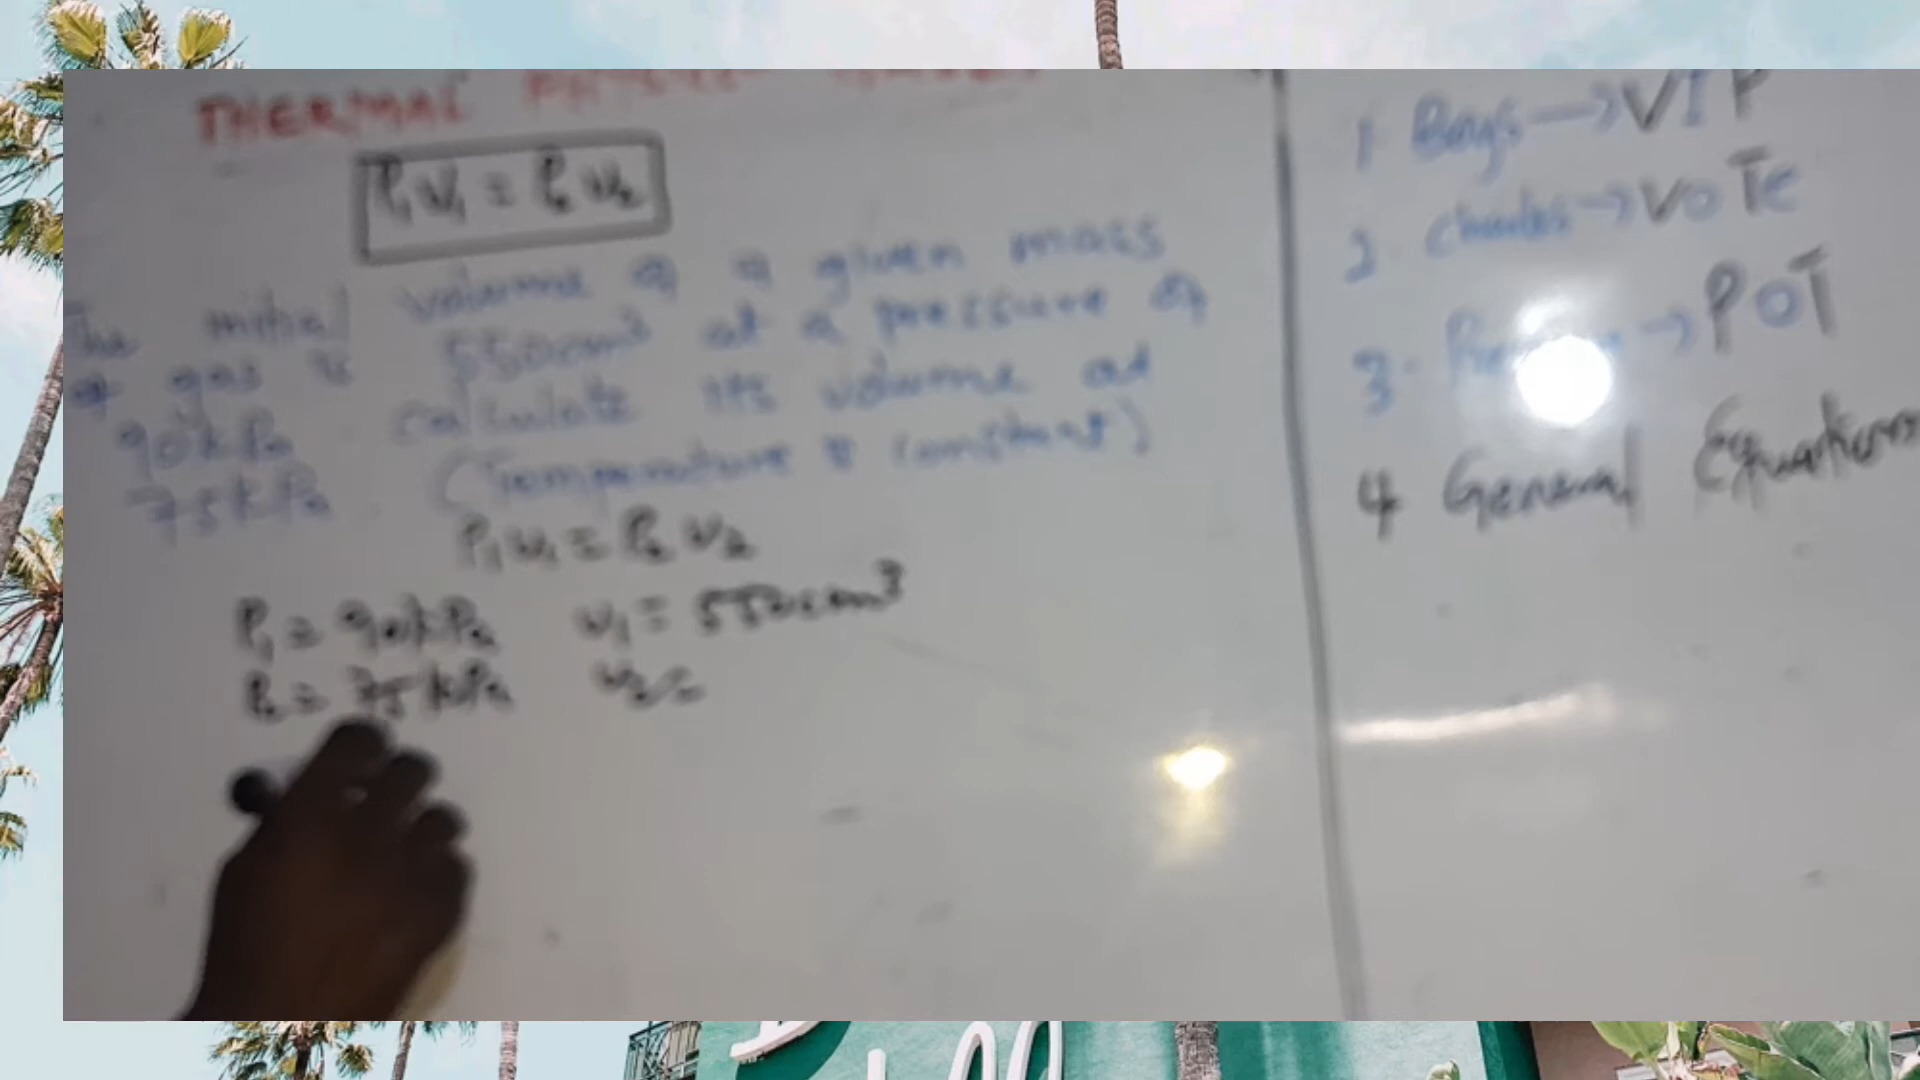 THERMAL PHYSICS
P₁V₁ = P₂V₂
The initial volume of a given mass
of gas is 550cm³ at a pressure of
90kPa. calculate its volume at
75kPa. (Temperature is constant)
P₁V₁ = P₂V₂
P₁ = 90kPa V₁ = 550cm³
P₂ = 75kPa V₂ =
1 Boys → VIP
2. Charles → VoTe
3. → POT
4 General Equation